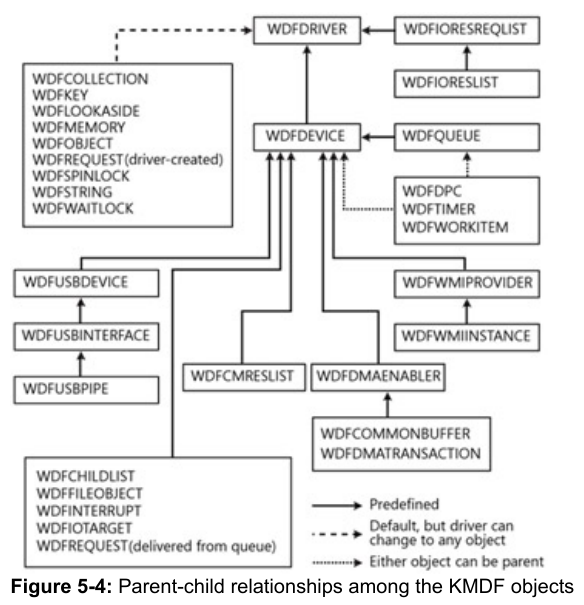 WDFDRIVER
WDFIORESREQLIST
WDFIORESLIST
WDFCOLLECTION
WDFKEY
WDFLOOKASIDE
WDFMEMORY
WDFOBJECT
WDFREQUEST(driver-created)
WDFSPINLOCK
WDFSTRING
WDFWAITLOCK
WDFDEVICE
WDFQUEUE
WDFDPC
WDFTIMER
WDFWORKITEM
WDFUSBDEVICE
WDFUSBINTERFACE
WDFUSBPIPE
WDFWMIPROVIDER
WDFWMIINSTANCE
WDFCMRESLIST
WDFDMAENABLER
WDFCOMMONBUFFER
WDFDMATRANSACTION
WDFCHILDLIST
WDFFILEOBJECT
WDFINTERRUPT
WDFIOTARGET
WDFREQUEST(delivered from queue)
Predefined
Default, but driver can
change to any object
Either object can be parent
Figure 5-4: Parent-child relationships among the KMDF objects